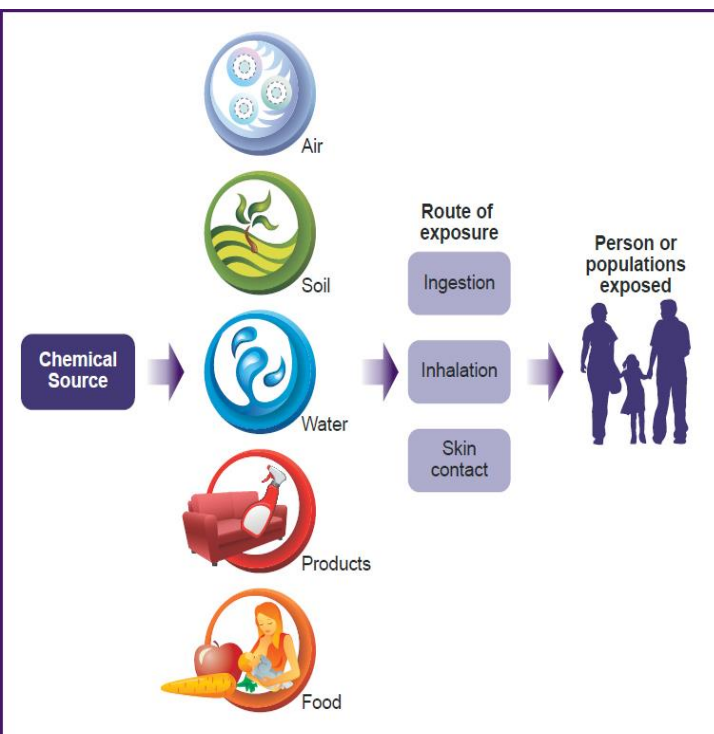 Air
Soil
Chemical
Source
Water
Products
Food
Route of
exposure
Ingestion
Inhalation
Skin
contact
Person or
populations
exposed